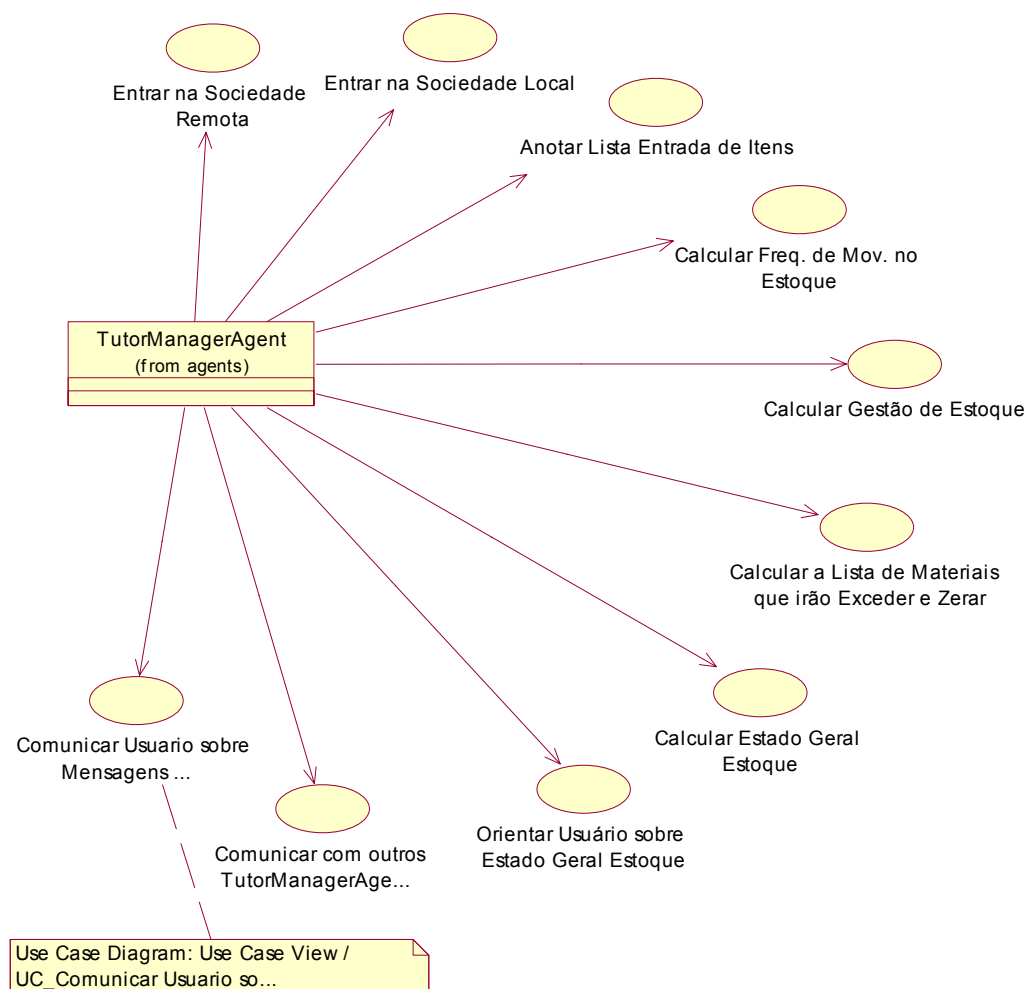 Entrar na Sociedade
Remota
Entrar na Sociedade Local
Anotar Lista Entrada de Itens
Calcular Freq. de Mov. no
Estoque
TutorManagerAgent
(from agents)
Calcular Gestão de Estoque
Calcular a Lista de Materiais
que irão Exceder e Zerar
Calcular Estado Geral
Estoque
Comunicar Usuario sobre
Mensagens ...
Orientar Usuário sobre
Estado Geral Estoque
Comunicar com outros
TutorManagerAge...
Use Case Diagram: Use Case View /
UC_Comunicar Usuario so...